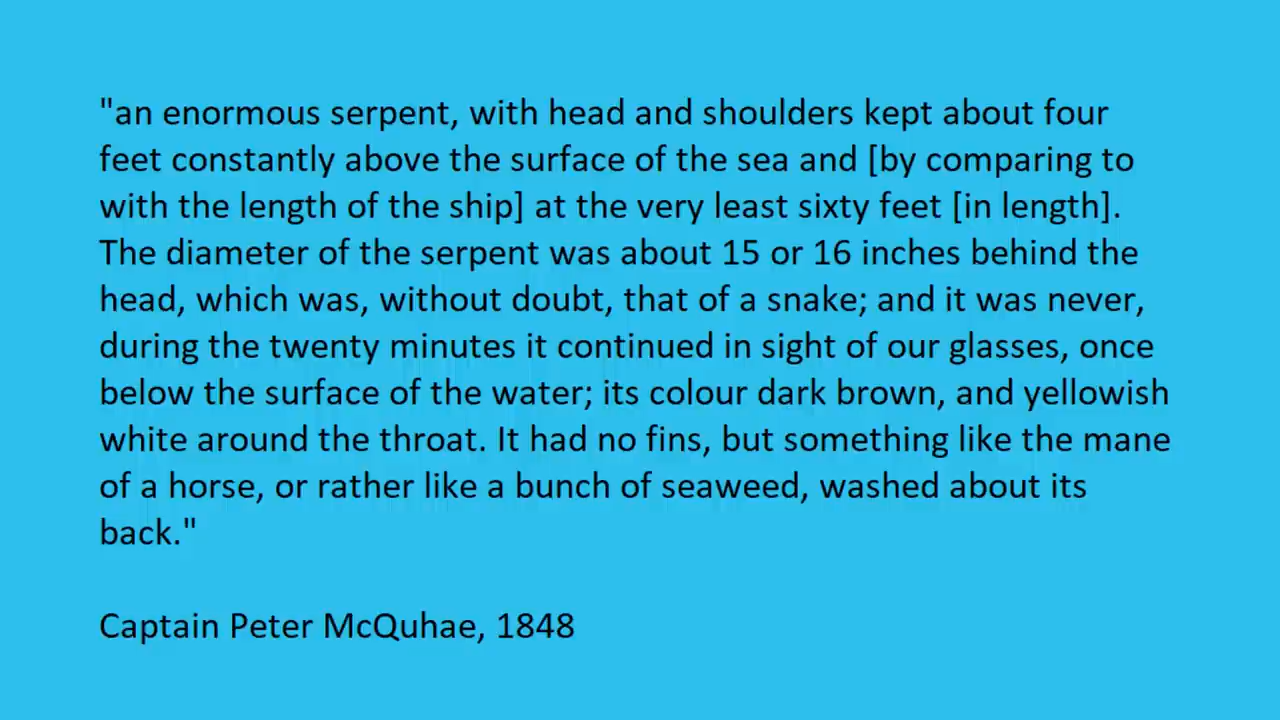 "an enormous serpent, with head and shoulders kept about four
feet constantly above the surface of the sea and [by comparing to
with the length of the ship] at the very least sixty feet [in length].
The diameter of the serpent was about 15 or 16 inches behind the
head, which was, without doubt, that of a snake; and it was never,
during the twenty minutes it continued in sight of our glasses, once
below the surface of the water; its colour dark brown, and yellowish
white around the throat. It had no fins, but something like the mane
of a horse, or rather like a bunch of seaweed, washed about its
back."
Captain Peter McQuhae, 1848